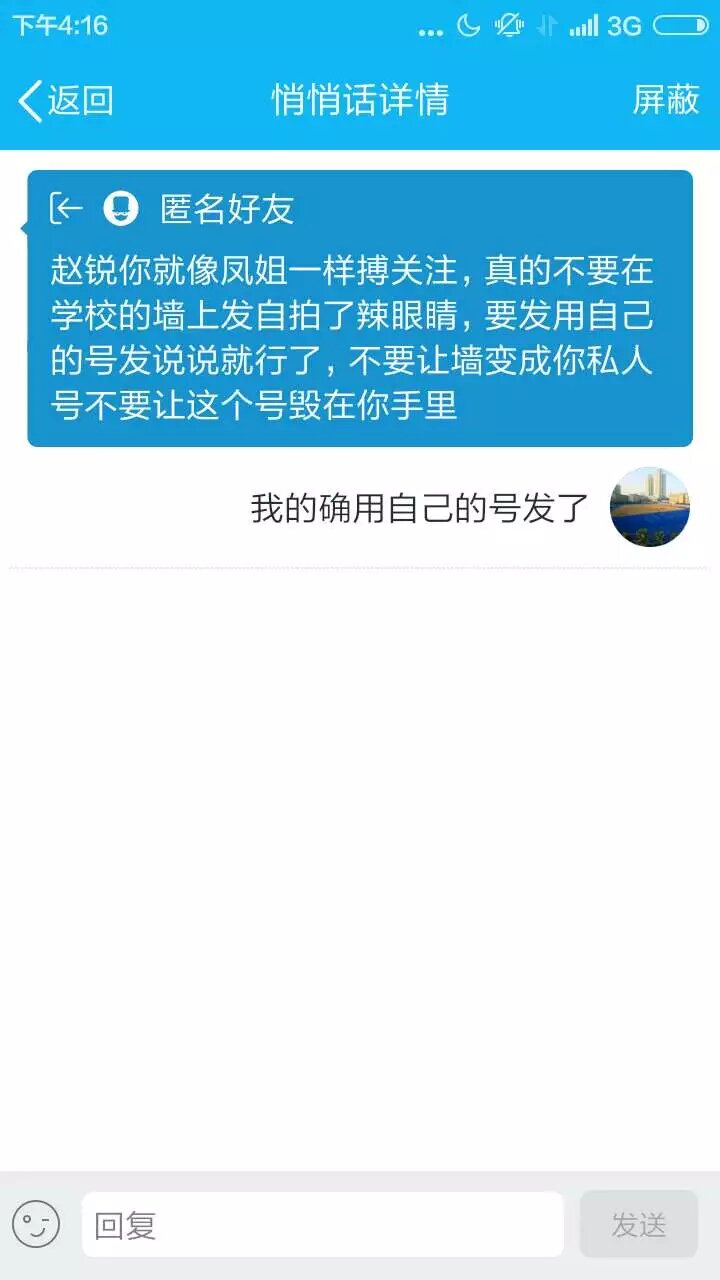 下午4:16
... 3G
返回
悄悄话详情
屏蔽
匿名好友
赵锐你就像凤姐一样搏关注，真的不要在
学校的墙上发自拍了辣眼睛，要发用自己
的号发说说就行了，不要让墙变成你私人
号不要让这个号毁在你手里
我的确用自己的号发了
回复
发送